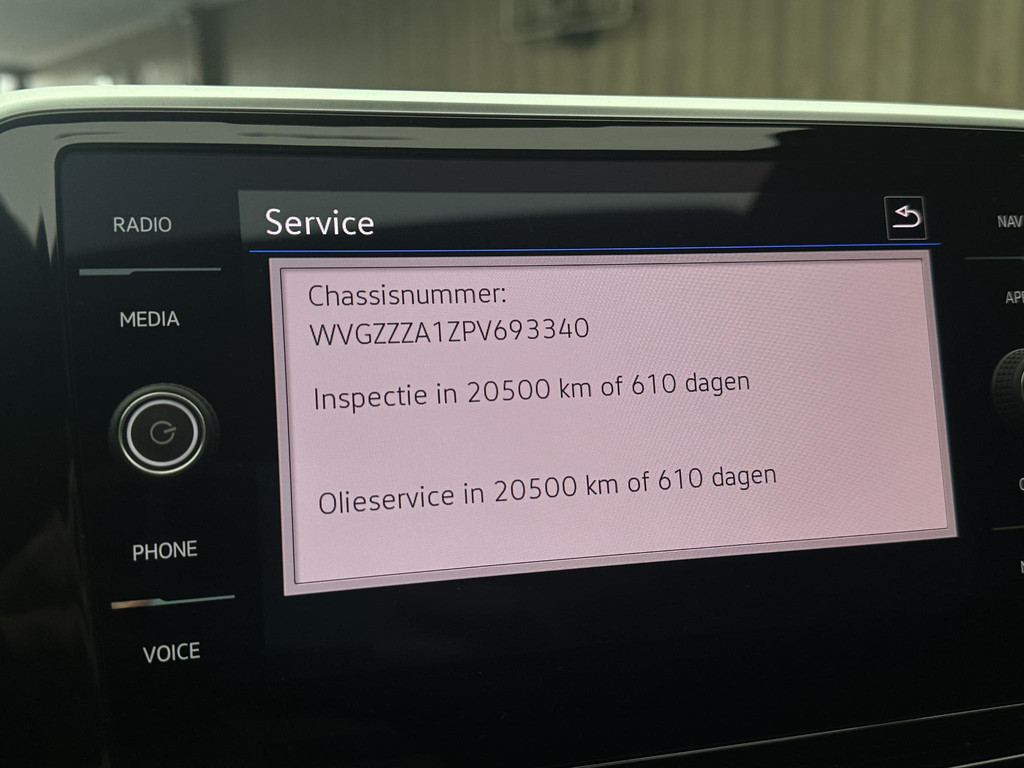 RADIO
MEDIA
PHONE
VOICE
Service
Chassisnummer:
WVGZZZA1ZPV693340
Inspectie in 20500 km of 610 dagen
Olieservice in 20500 km of 610 dagen
NAV